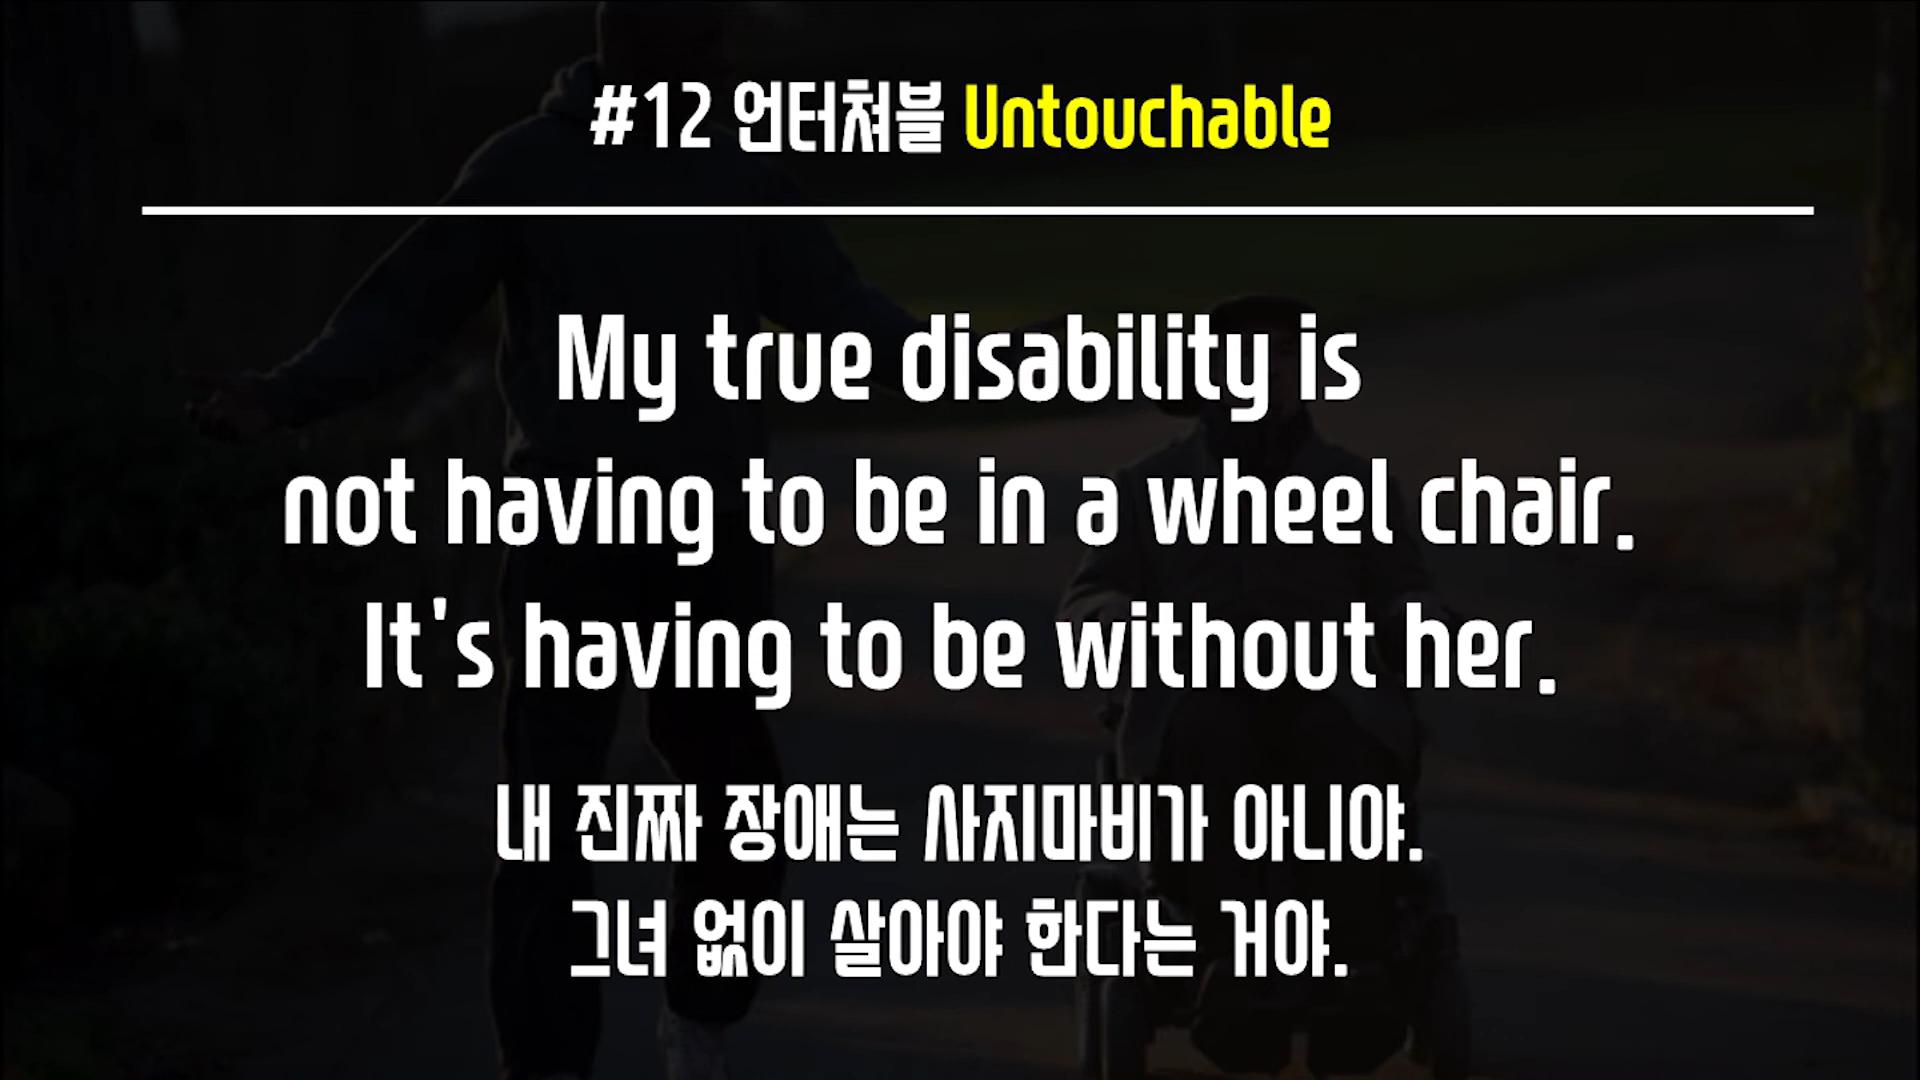 #12 언터쳐블 Untouchable
My true disability is
not having to be in a wheel chair.
It's having to be without her.
내 진짜 장애는 사지마비가 아니야.
그녀 없이 살아야 한다는 거야.